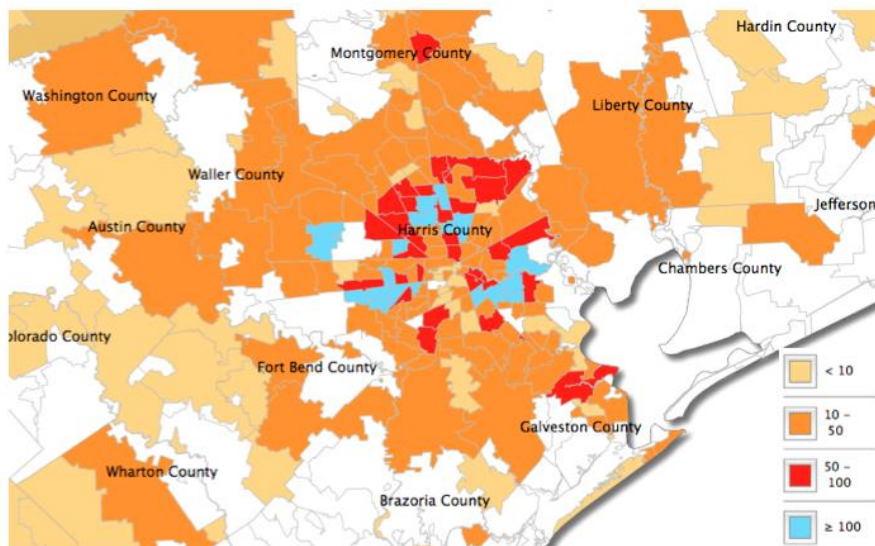 Hardin County
Montgomery County
Washington County
Liberty County
Waller County
Jefferson
Austin County
Harris County
Chambers County
olorado County
Fort Bend County
< 10
10 –
50
Galveston County
Wharton County
50 –
100
Brazoria County
≥ 100